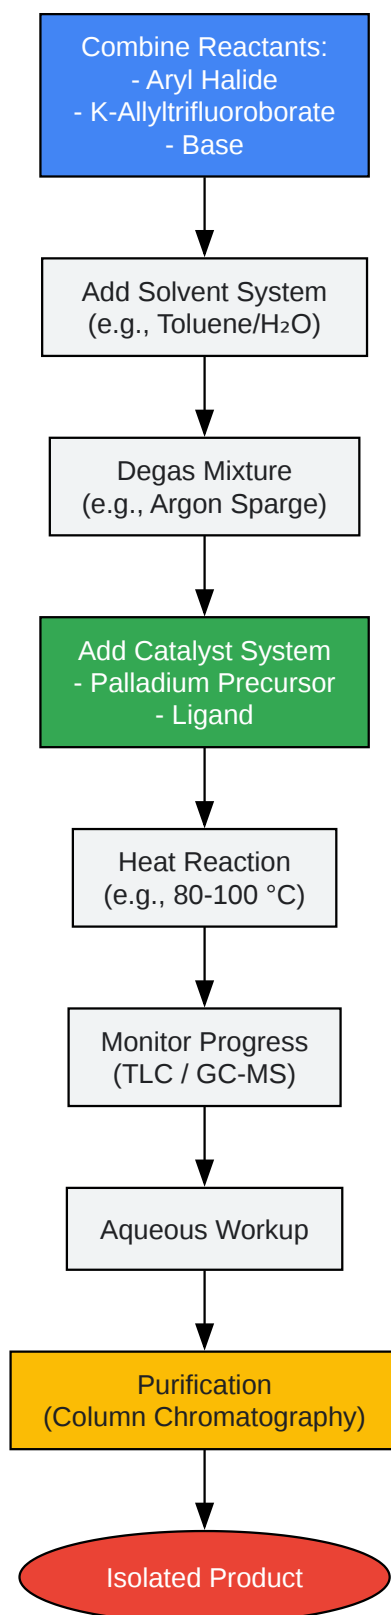 Combine Reactants:
- Aryl Halide
- K-Allyltrifluoroborate
- Base
Add Solvent System
(e.g., Toluene/H₂O)
Degas Mixture
(e.g., Argon Sparge)
Add Catalyst System
- Palladium Precursor
- Ligand
Heat Reaction
(e.g., 80-100 °C)
Monitor Progress
(TLC / GC-MS)
Aqueous Workup
Purification
(Column Chromatography)
Isolated Product